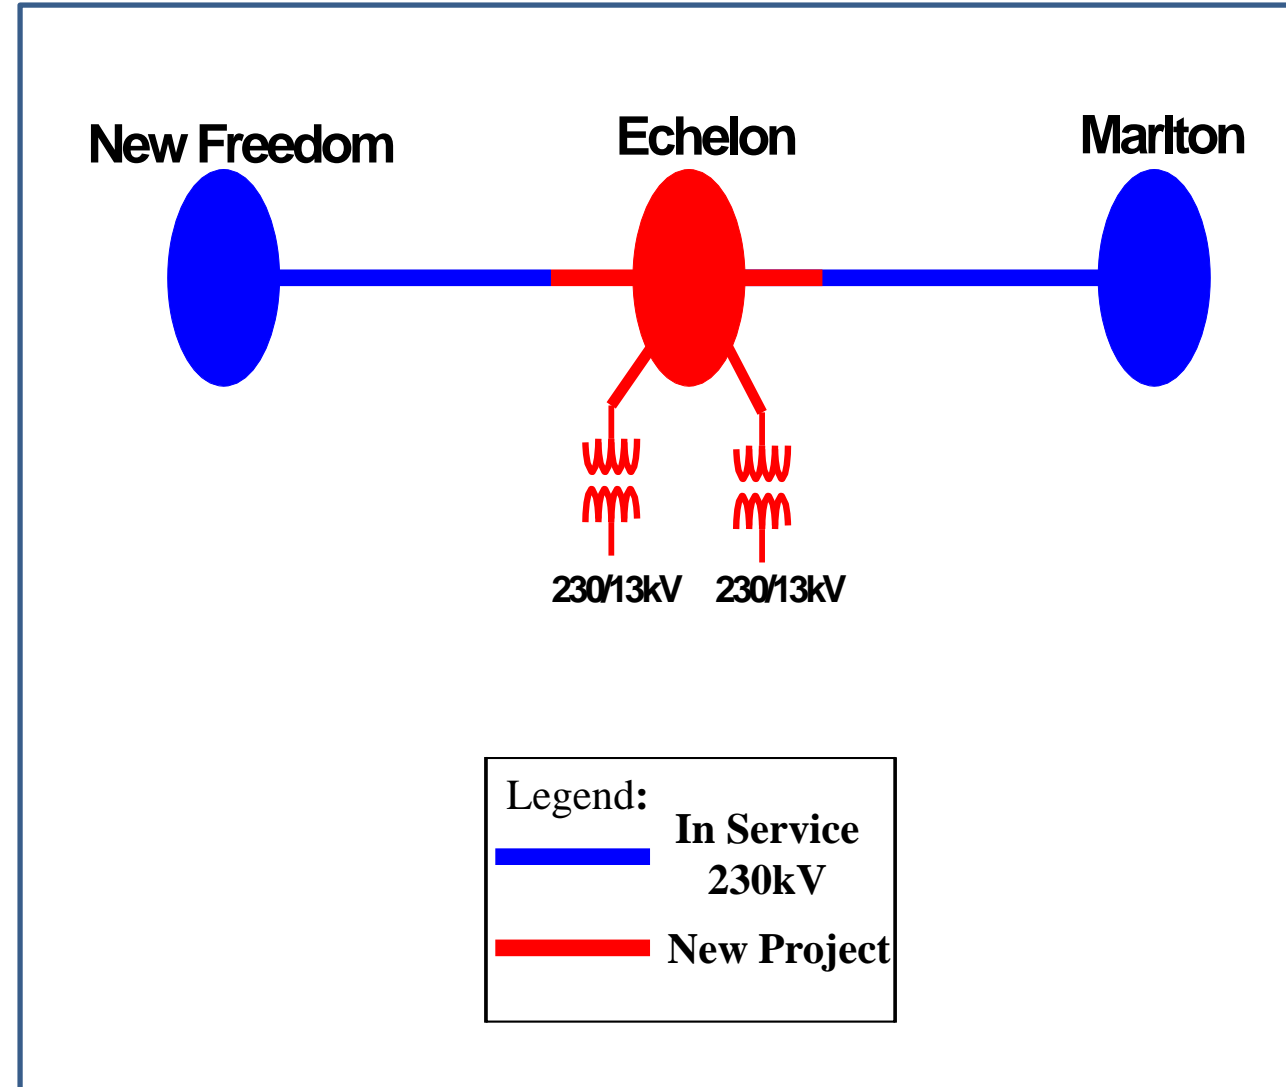 New Freedom
Echelon
Marlton
230/13kV
230/13kV
Legend:
In Service
230kV
New Project